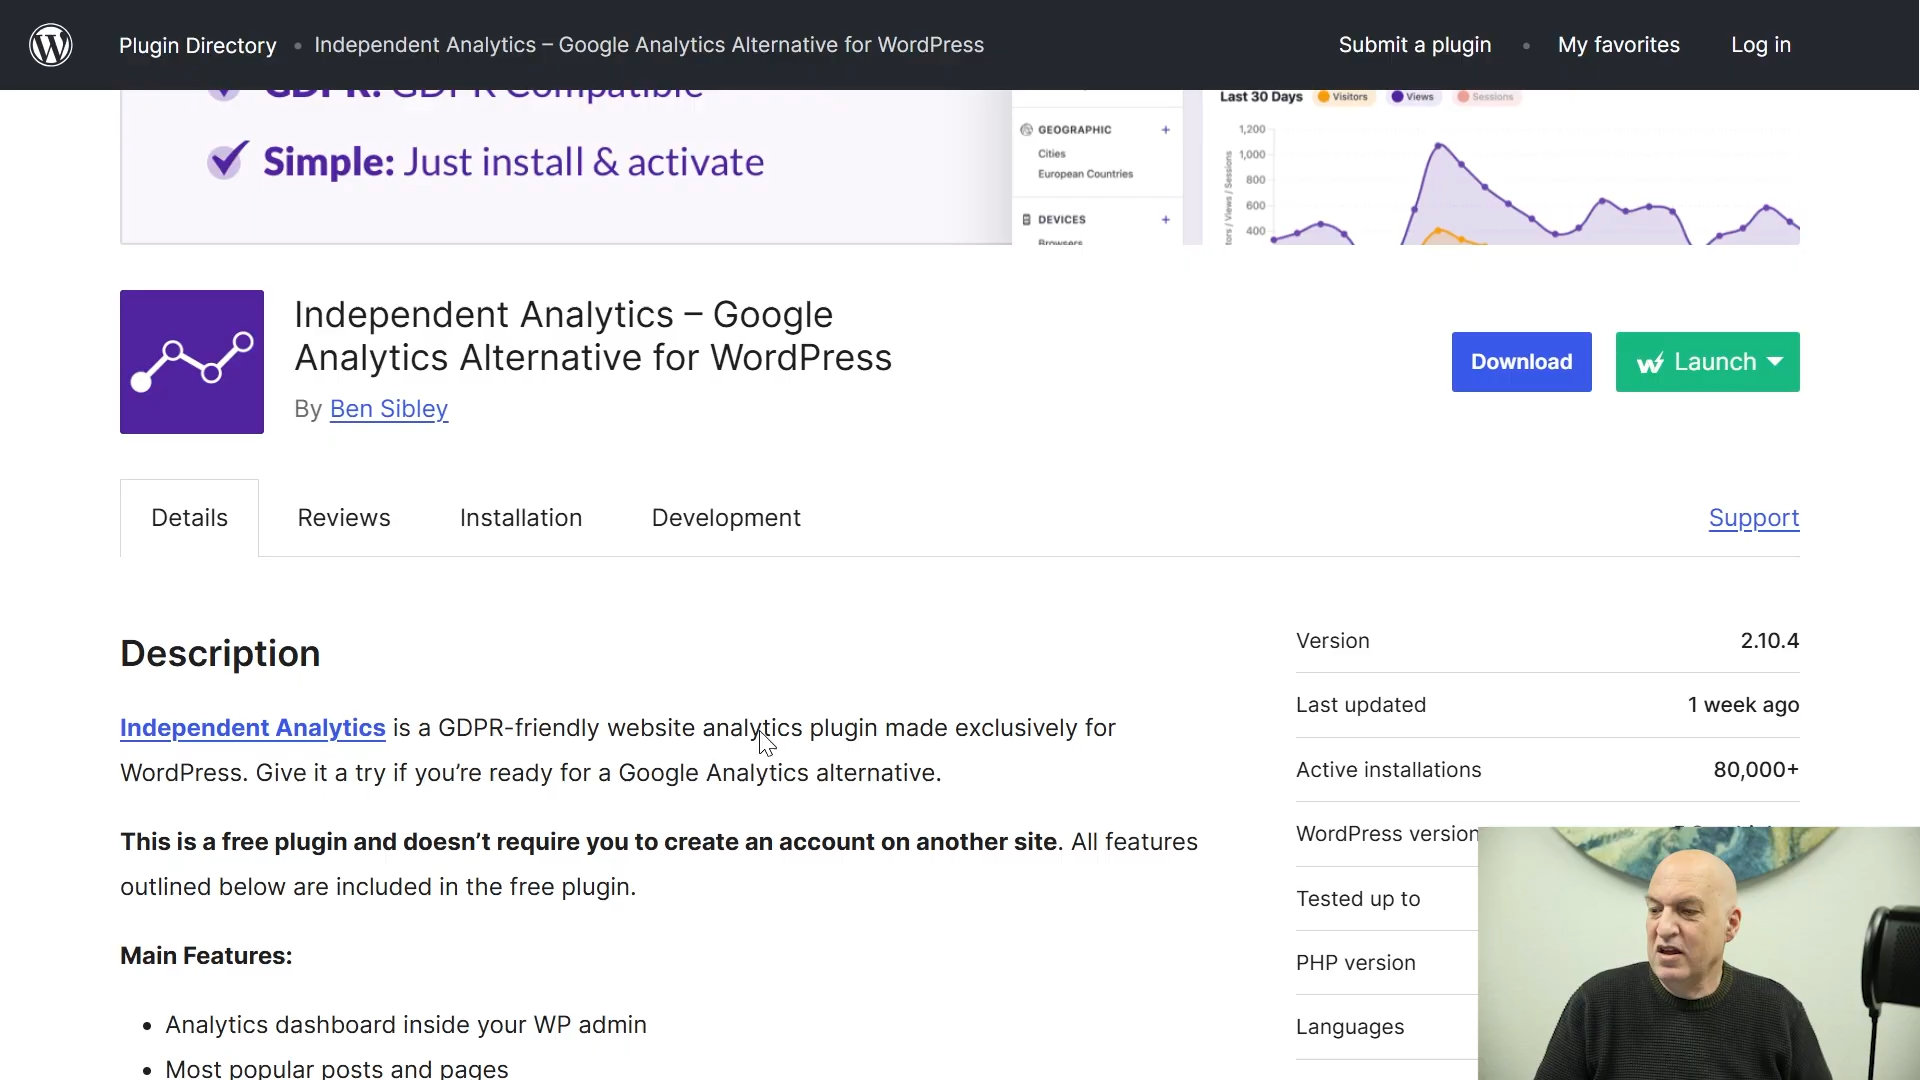 Plugin Directory • Independent Analytics – Google Analytics Alternative for WordPress
Submit a plugin • My favorites Log in
GDPR: GDPR Compatible
Simple: Just install & activate
GEOGRAPHIC +
Cities
European Countries
DEVICES +
Browsers
Last 30 Days Visitors Views Sessions
1,200
1,000
800
600
400
/ Views / Sessions
Independent Analytics – Google
Analytics Alternative for WordPress
By Ben Sibley
Download
Launch
Details
Reviews
Installation
Development
Support
Description
Independent Analytics is a GDPR-friendly website analytics plugin made exclusively for
WordPress. Give it a try if you’re ready for a Google Analytics alternative.
This is a free plugin and doesn’t require you to create an account on another site. All features
outlined below are included in the free plugin.
Main Features:
• Analytics dashboard inside your WP admin
• Most popular posts and pages
Version 2.10.4
Last updated 1 week ago
Active installations 80,000+
WordPress version
Tested up to
PHP version
Languages